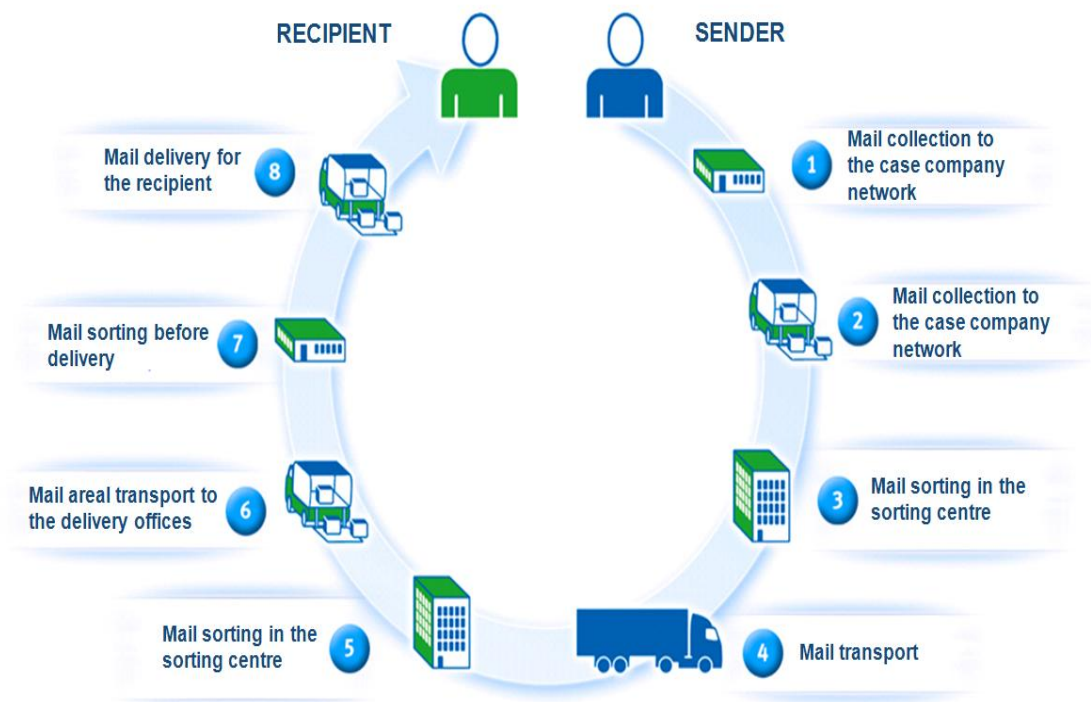 RECIPIENT
SENDER
1
Mail collection to
the case company
network
2
Mail collection to
the case company
network
3
Mail sorting in the
sorting centre
4
Mail transport
5
Mail sorting in the
sorting centre
6
Mail areal transport to
the delivery offices
7
Mail sorting before
delivery
8
Mail delivery for
the recipient